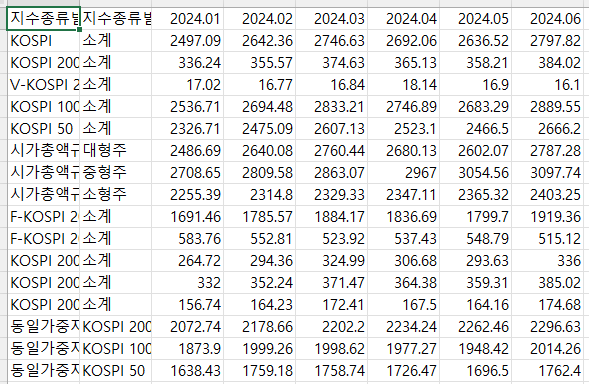 지수종류별 지수종류별 2024.01 2024.02 2024.03 2024.04 2024.05 2024.06
KOSPI 소계 2497.09 2642.36 2746.63 2692.06 2636.52 2797.82
KOSPI 200 소계 336.24 355.57 374.63 365.13 358.21 384.02
V-KOSPI 2 소계 17.02 16.77 16.84 18.14 16.9 16.1
KOSPI 100 소계 2536.71 2694.48 2833.21 2746.89 2683.29 2889.55
KOSPI 50 소계 2326.71 2475.09 2607.13 2523.1 2466.5 2666.2
시가총액규 대형주 2486.69 2640.08 2760.44 2680.13 2602.07 2787.28
시가총액규 중형주 2708.65 2809.58 2863.07 2967 3054.56 3097.74
시가총액규 소형주 2255.39 2314.8 2329.33 2347.11 2365.32 2403.25
F-KOSPI 20 소계 1691.46 1785.57 1884.17 1836.69 1799.7 1919.36
F-KOSPI 20 소계 583.76 552.81 523.92 537.43 548.79 515.12
KOSPI 200 소계 264.72 294.36 324.99 306.68 293.63 336
KOSPI 200 소계 332 352.24 371.47 364.38 359.31 385.02
KOSPI 200 소계 156.74 164.23 172.41 167.5 164.16 174.68
동일가중지 KOSPI 200 2072.74 2178.66 2202.2 2234.24 2262.46 2296.63
동일가중지 KOSPI 100 1873.9 1999.26 1998.62 1977.27 1948.42 2014.26
동일가중지 KOSPI 50 1638.43 1759.18 1758.74 1726.47 1696.5 1762.4